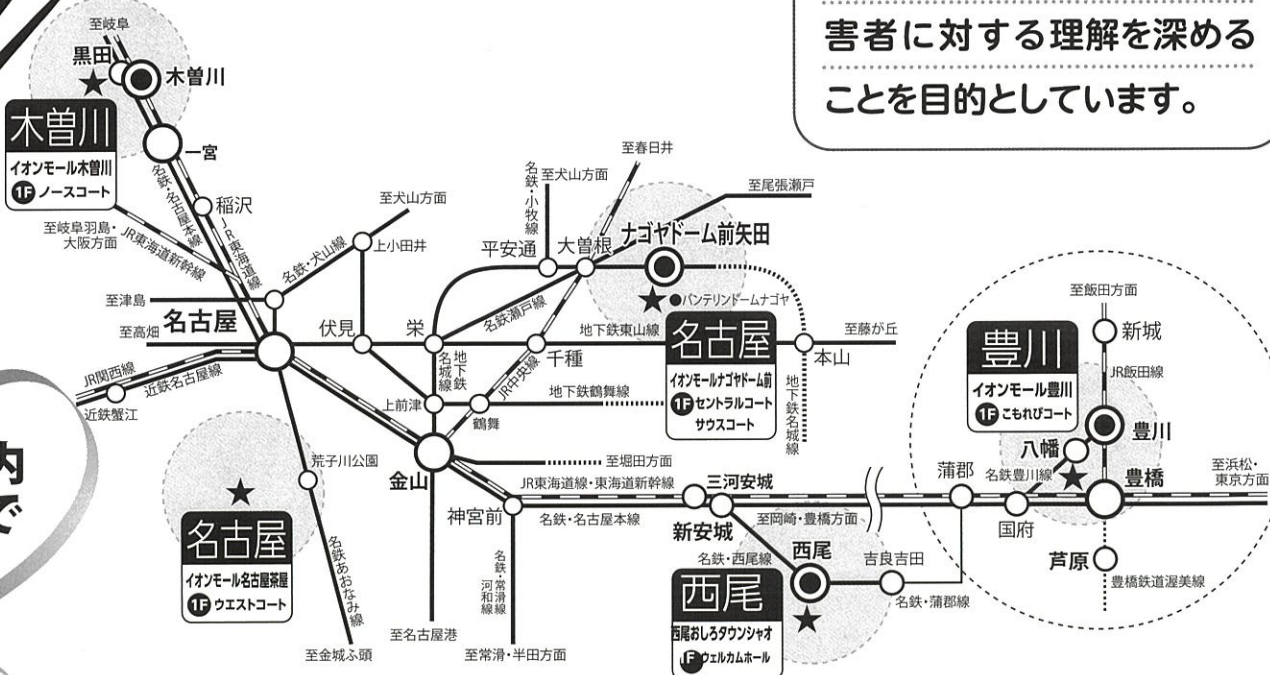 害者に対する理解を深める
ことを目的としています。
至岐阜
黒田
木曽川
木曽川
イオンモール木曽川
1F ノースコート
一宮
名鉄・名古屋本線
稲沢
JR東海道線
至岐阜羽島・
大阪方面
JR東海道新幹線
至犬山方面
名鉄・犬山線
上小田井
名鉄・小牧線
至犬山方面
至春日井
至尾張瀬戸
平安通
大曽根
ナゴヤドーム前矢田
バンテリンドームナゴヤ
至津島
名古屋
至高畑
伏見
栄
名鉄瀬戸線
地下鉄東山線
千種
名古屋
イオンモールナゴヤドーム前
1F セントラルコート
サウスコート
本山
至藤が丘
地下鉄名城線
JR関西線
近鉄名古屋線
近鉄蟹江
地下鉄
名城線
JR中央線
上前津
鶴舞
地下鉄鶴舞線
内
で
荒子川公園
名古屋
イオンモール名古屋茶屋
1F ウエストコート
名鉄あおなみ線
至金城ふ頭
金山
至堀田方面
至名古屋港
神宮前
JR東海道線・東海道新幹線
名鉄・名古屋本線
名鉄・常滑線
河和線
至常滑・半田方面
三河安城
新安城
至岡崎・豊橋方面
名鉄・西尾線
西尾
西尾
西尾おしろタウンシャオ
1F ウェルカムホール
吉良吉田
名鉄・蒲郡線
蒲郡
国府
名鉄豊川線
八幡
至飯田方面
新城
JR飯田線
豊川
イオンモール豊川
1F こもれびコート
豊川
豊橋
至浜松・
東京方面
芦原
豊橋鉄道渥美線